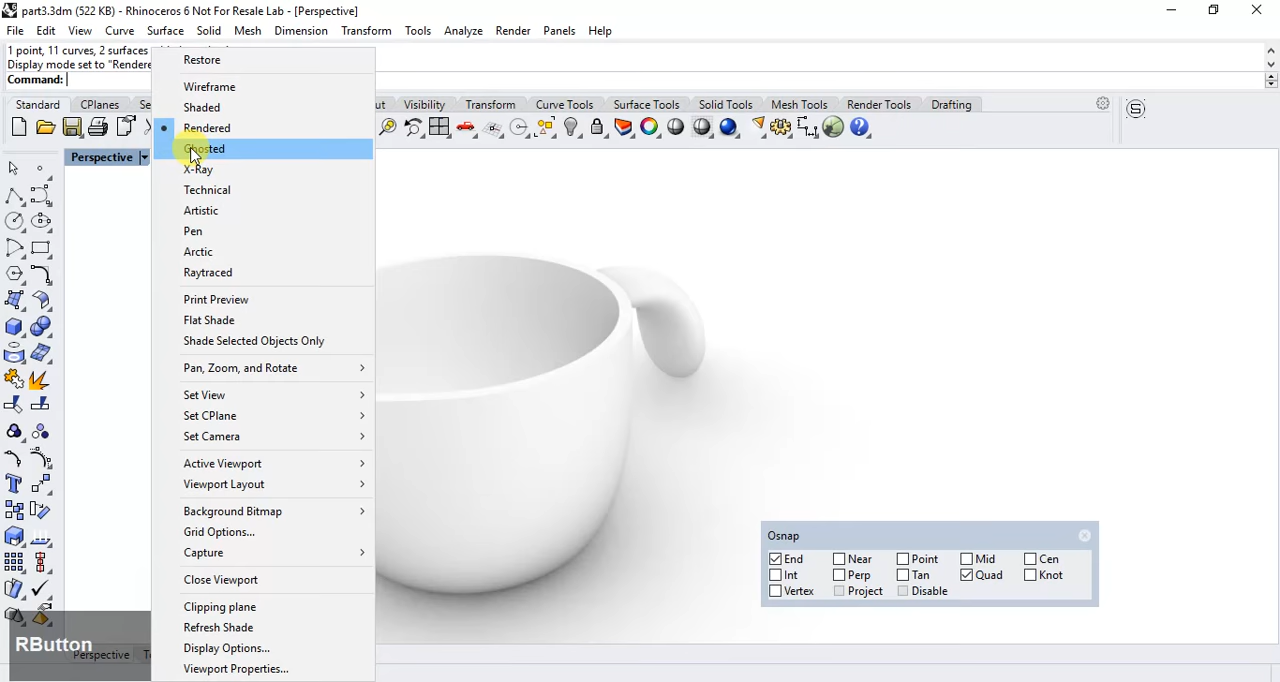 part3.3dm (522 KB) - Rhinoceros 6 Not For Resale Lab - [Perspective]
File Edit View Curve Surface Solid Mesh Dimension Transform Tools Analyze Render Panels Help
1 point, 11 curves, 2 surfaces
Display mode set to "Rendere
Command:
Standard CPlanes Se ut Visibility Transform Curve Tools Surface Tools Solid Tools Mesh Tools Render Tools Drafting
Perspective
Restore
Wireframe
Shaded
Rendered
Ghosted
X-Ray
Technical
Artistic
Pen
Arctic
Raytraced
Print Preview
Flat Shade
Shade Selected Objects Only
Pan, Zoom, and Rotate
Set View
Set CPlane
Set Camera
Active Viewport
Viewport Layout
Background Bitmap
Grid Options...
Capture
Close Viewport
Clipping plane
Refresh Shade
Display Options...
Viewport Properties...
Osnap
End Near Point Mid Cen
Int Perp Tan Quad Knot
Vertex Project Disable
RButton
Perspective